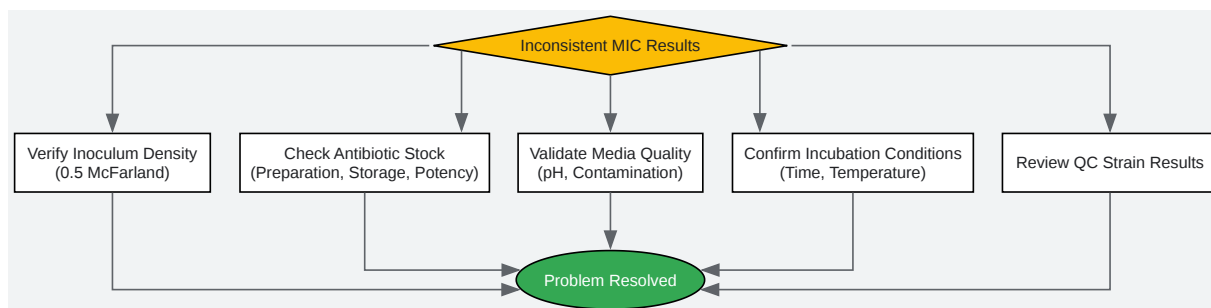 Inconsistent MIC Results
Verify Inoculum Density
(0.5 McFarland)
Check Antibiotic Stock
(Preparation, Storage, Potency)
Validate Media Quality
(pH, Contamination)
Confirm Incubation Conditions
(Time, Temperature)
Review QC Strain Results
Problem Resolved